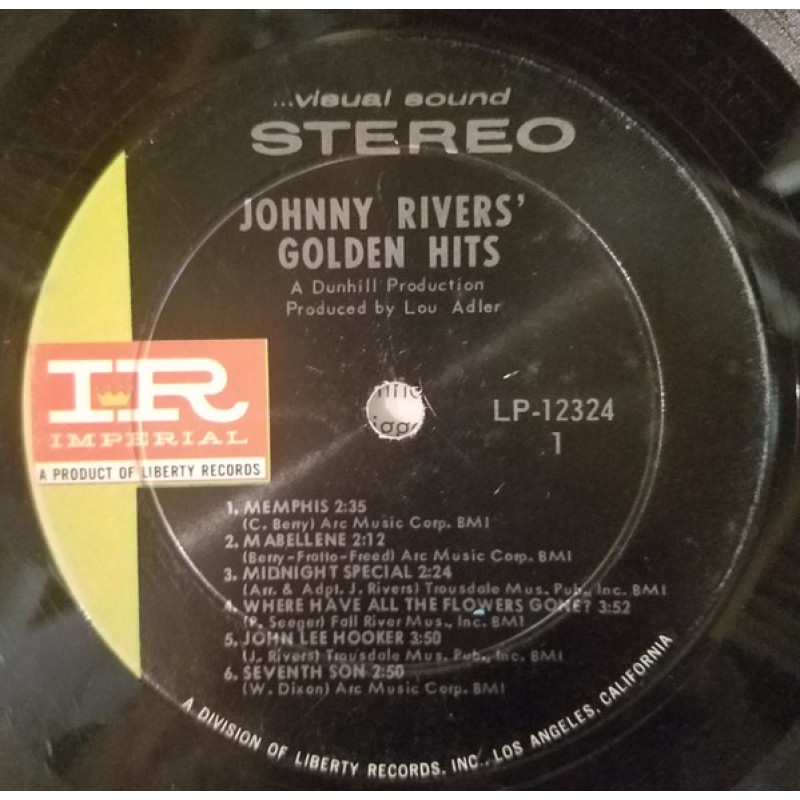 ...visual sound
STEREO
JOHNNY RIVERS'
GOLDEN HITS
A Dunhill Production
Produced by Lou Adler
IR
IMPERIAL
A PRODUCT OF LIBERTY RECORDS
LP-12324
1
1. MEMPHIS 2:35
(C. Berry) Arc Music Corp. BMI
2. MABELLENE 2:12
(Berry-Fratto-Freed) Arc Music Corp. BMI
3. MIDNIGHT SPECIAL 2:24
(Arr. & Adpt. J. Rivers) Trousdale Mus. Pub., Inc. BMI
4. WHERE HAVE ALL THE FLOWERS GONE? 3:52
(P. Seeger) Fall River Mus., Inc. BMI
5. JOHN LEE HOOKER 3:50
(J. Rivers) Trousdale Mus. Pub., Inc. BMI
6. SEVENTH SON 2:50
(W. Dixon) Arc Music Corp. BMI
A DIVISION OF LIBERTY RECORDS, INC., LOS ANGELES, CALIFORNIA